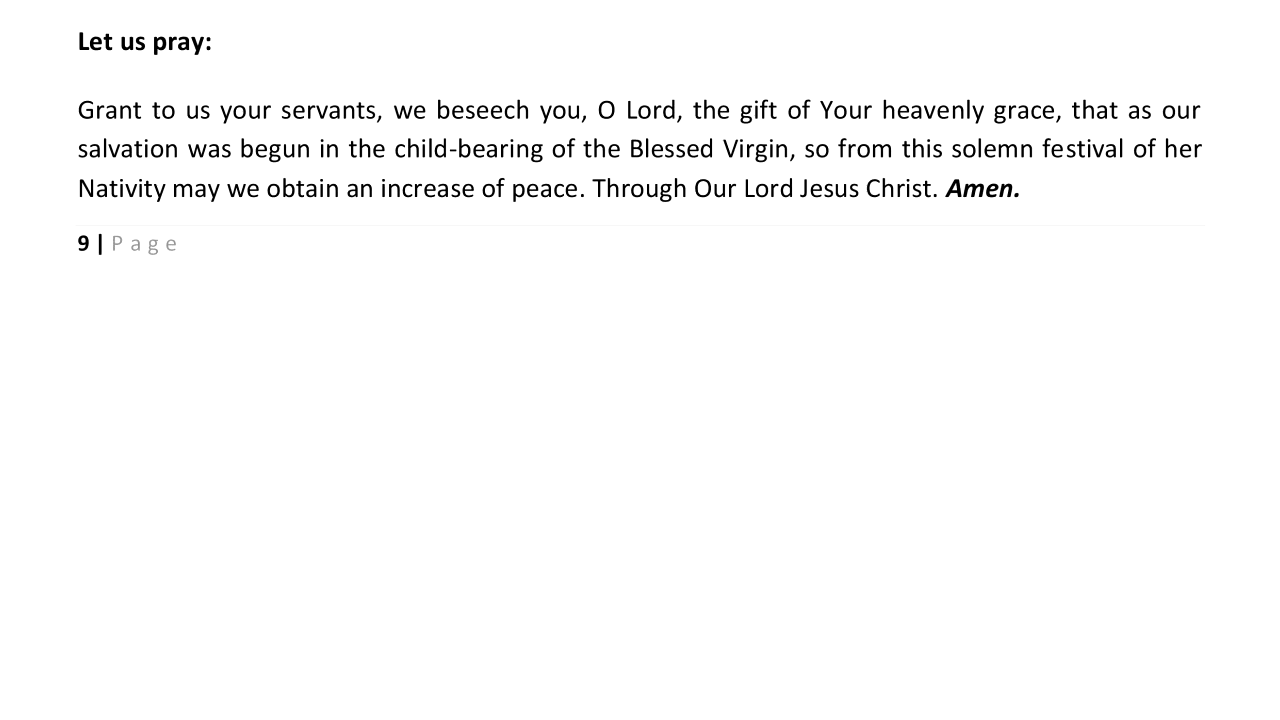 Let us pray:
Grant to us your servants, we beseech you, O Lord, the gift of Your heavenly grace, that as our
salvation was begun in the child-bearing of the Blessed Virgin, so from this solemn festival of her
Nativity may we obtain an increase of peace. Through Our Lord Jesus Christ. Amen.
9 | P a g e